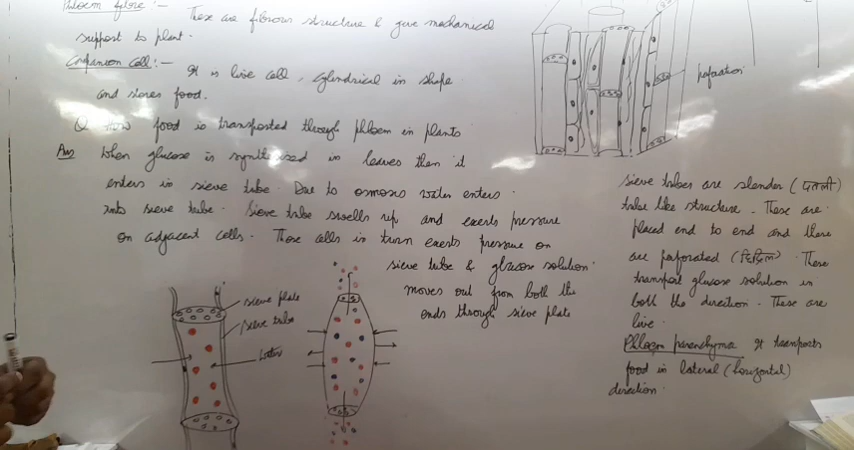 Phloem fibre :- These are fibrous structure & give mechanical
support to plant.
Companion Cell :- It is live cell, cylindrical in shape
and stores food.
Q How food is transported through phloem in plants
Ans When glucose is synthesized in leaves then it
enters in sieve tube. Due to osmosis water enters
into sieve tube. Sieve tube swells up and exerts pressure
on adjacent cells. These cells in turn exerts pressure on
sieve tube & glucose solution
moves out from both the
ends through sieve plate
sieve plate
sieve tube
water
perforation
Sieve tubes are slender (पतली)
tube like structure. These are
placed end to end and there
are perforated These
transport glucose solution in
both the direction. These are
live.
Phloem parenchyma It transports
food in lateral (horizontal)
direction.